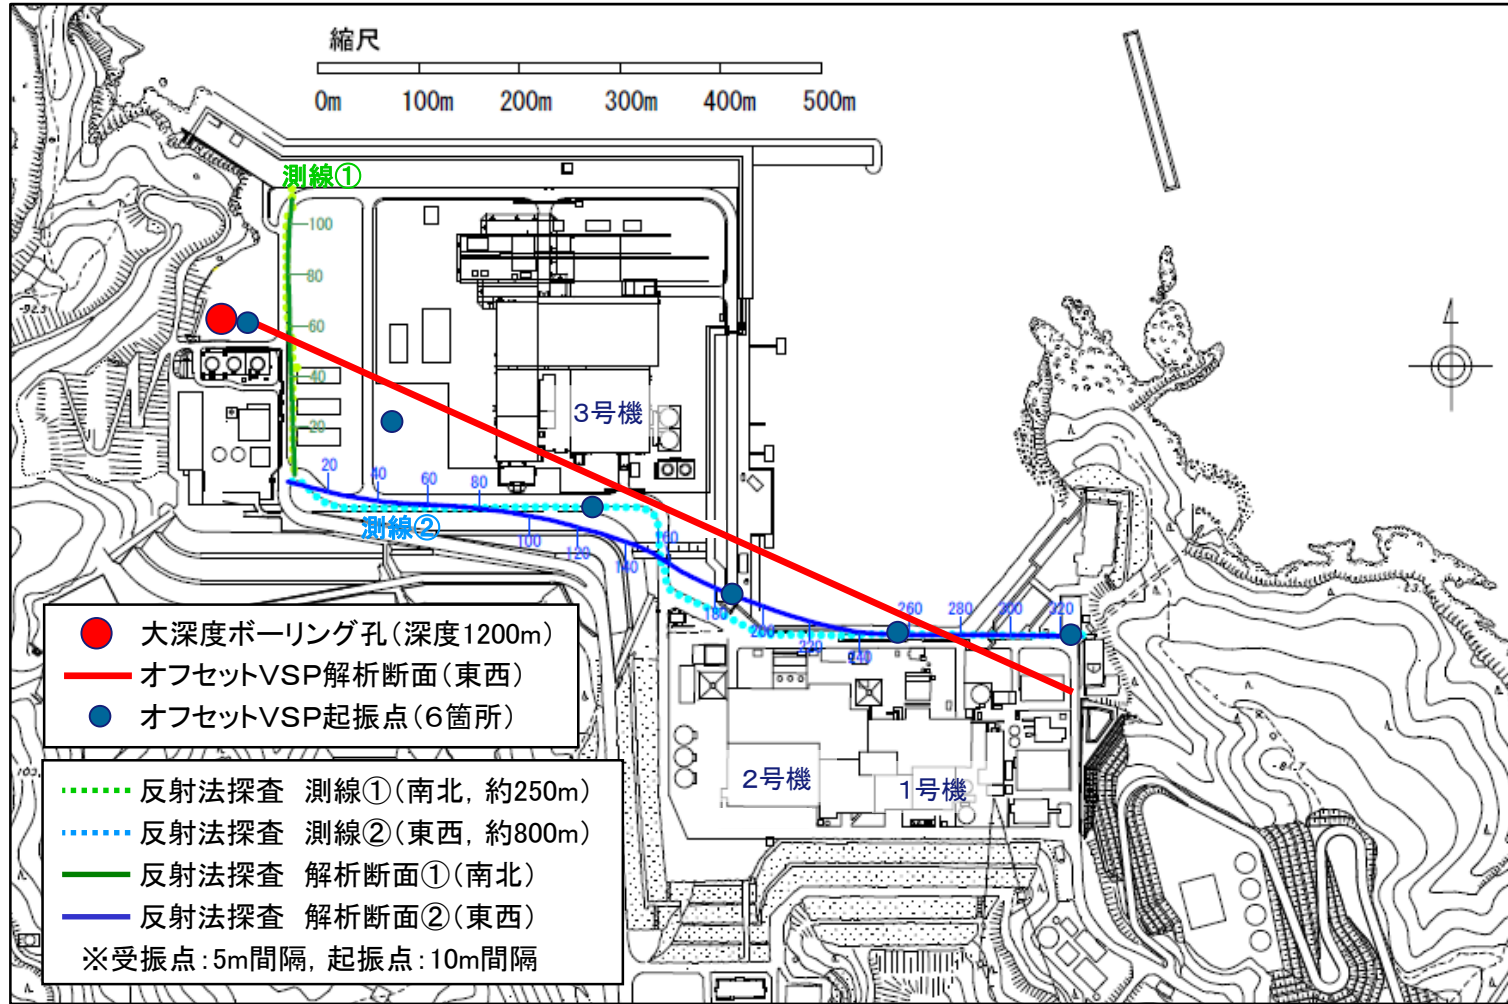 縮尺
0m 100m 200m 300m 400m 500m
測線①
100
80
60
40
20
3号機
20 40 60 80
測線②
100 120 140 160
180 200 220 240 260 280 300 320
2号機
1号機
大深度ボーリング孔(深度1200m)
オフセットVSP解析断面(東西)
オフセットVSP起振点(6箇所)
反射法探査 測線①(南北, 約250m)
反射法探査 測線②(東西, 約800m)
反射法探査 解析断面①(南北)
反射法探査 解析断面②(東西)
※受振点:5m間隔, 起振点:10m間隔